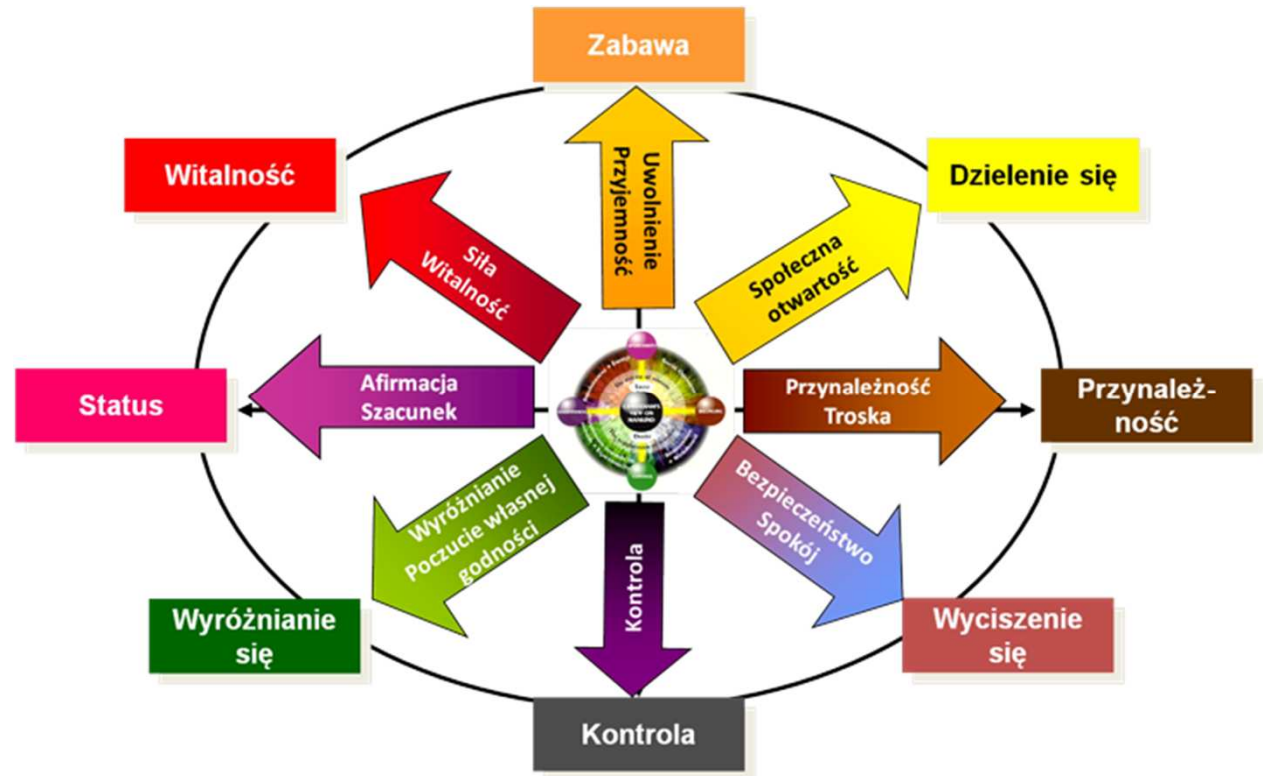 Zabawa
Witalność
Uwolnienie
Przyjemność
Dzielenie się
Siła
Witalność
Społeczna
otwartość
Status
Afirmacja
Szacunek
Przynależność
Troska
Przynależ-
ność
Wyróżnianie
Poczucie własnej
godności
Kontrola
Bezpieczeństwo
Spokój
Wyróżnianie
się
Wyciszenie
się
Kontrola